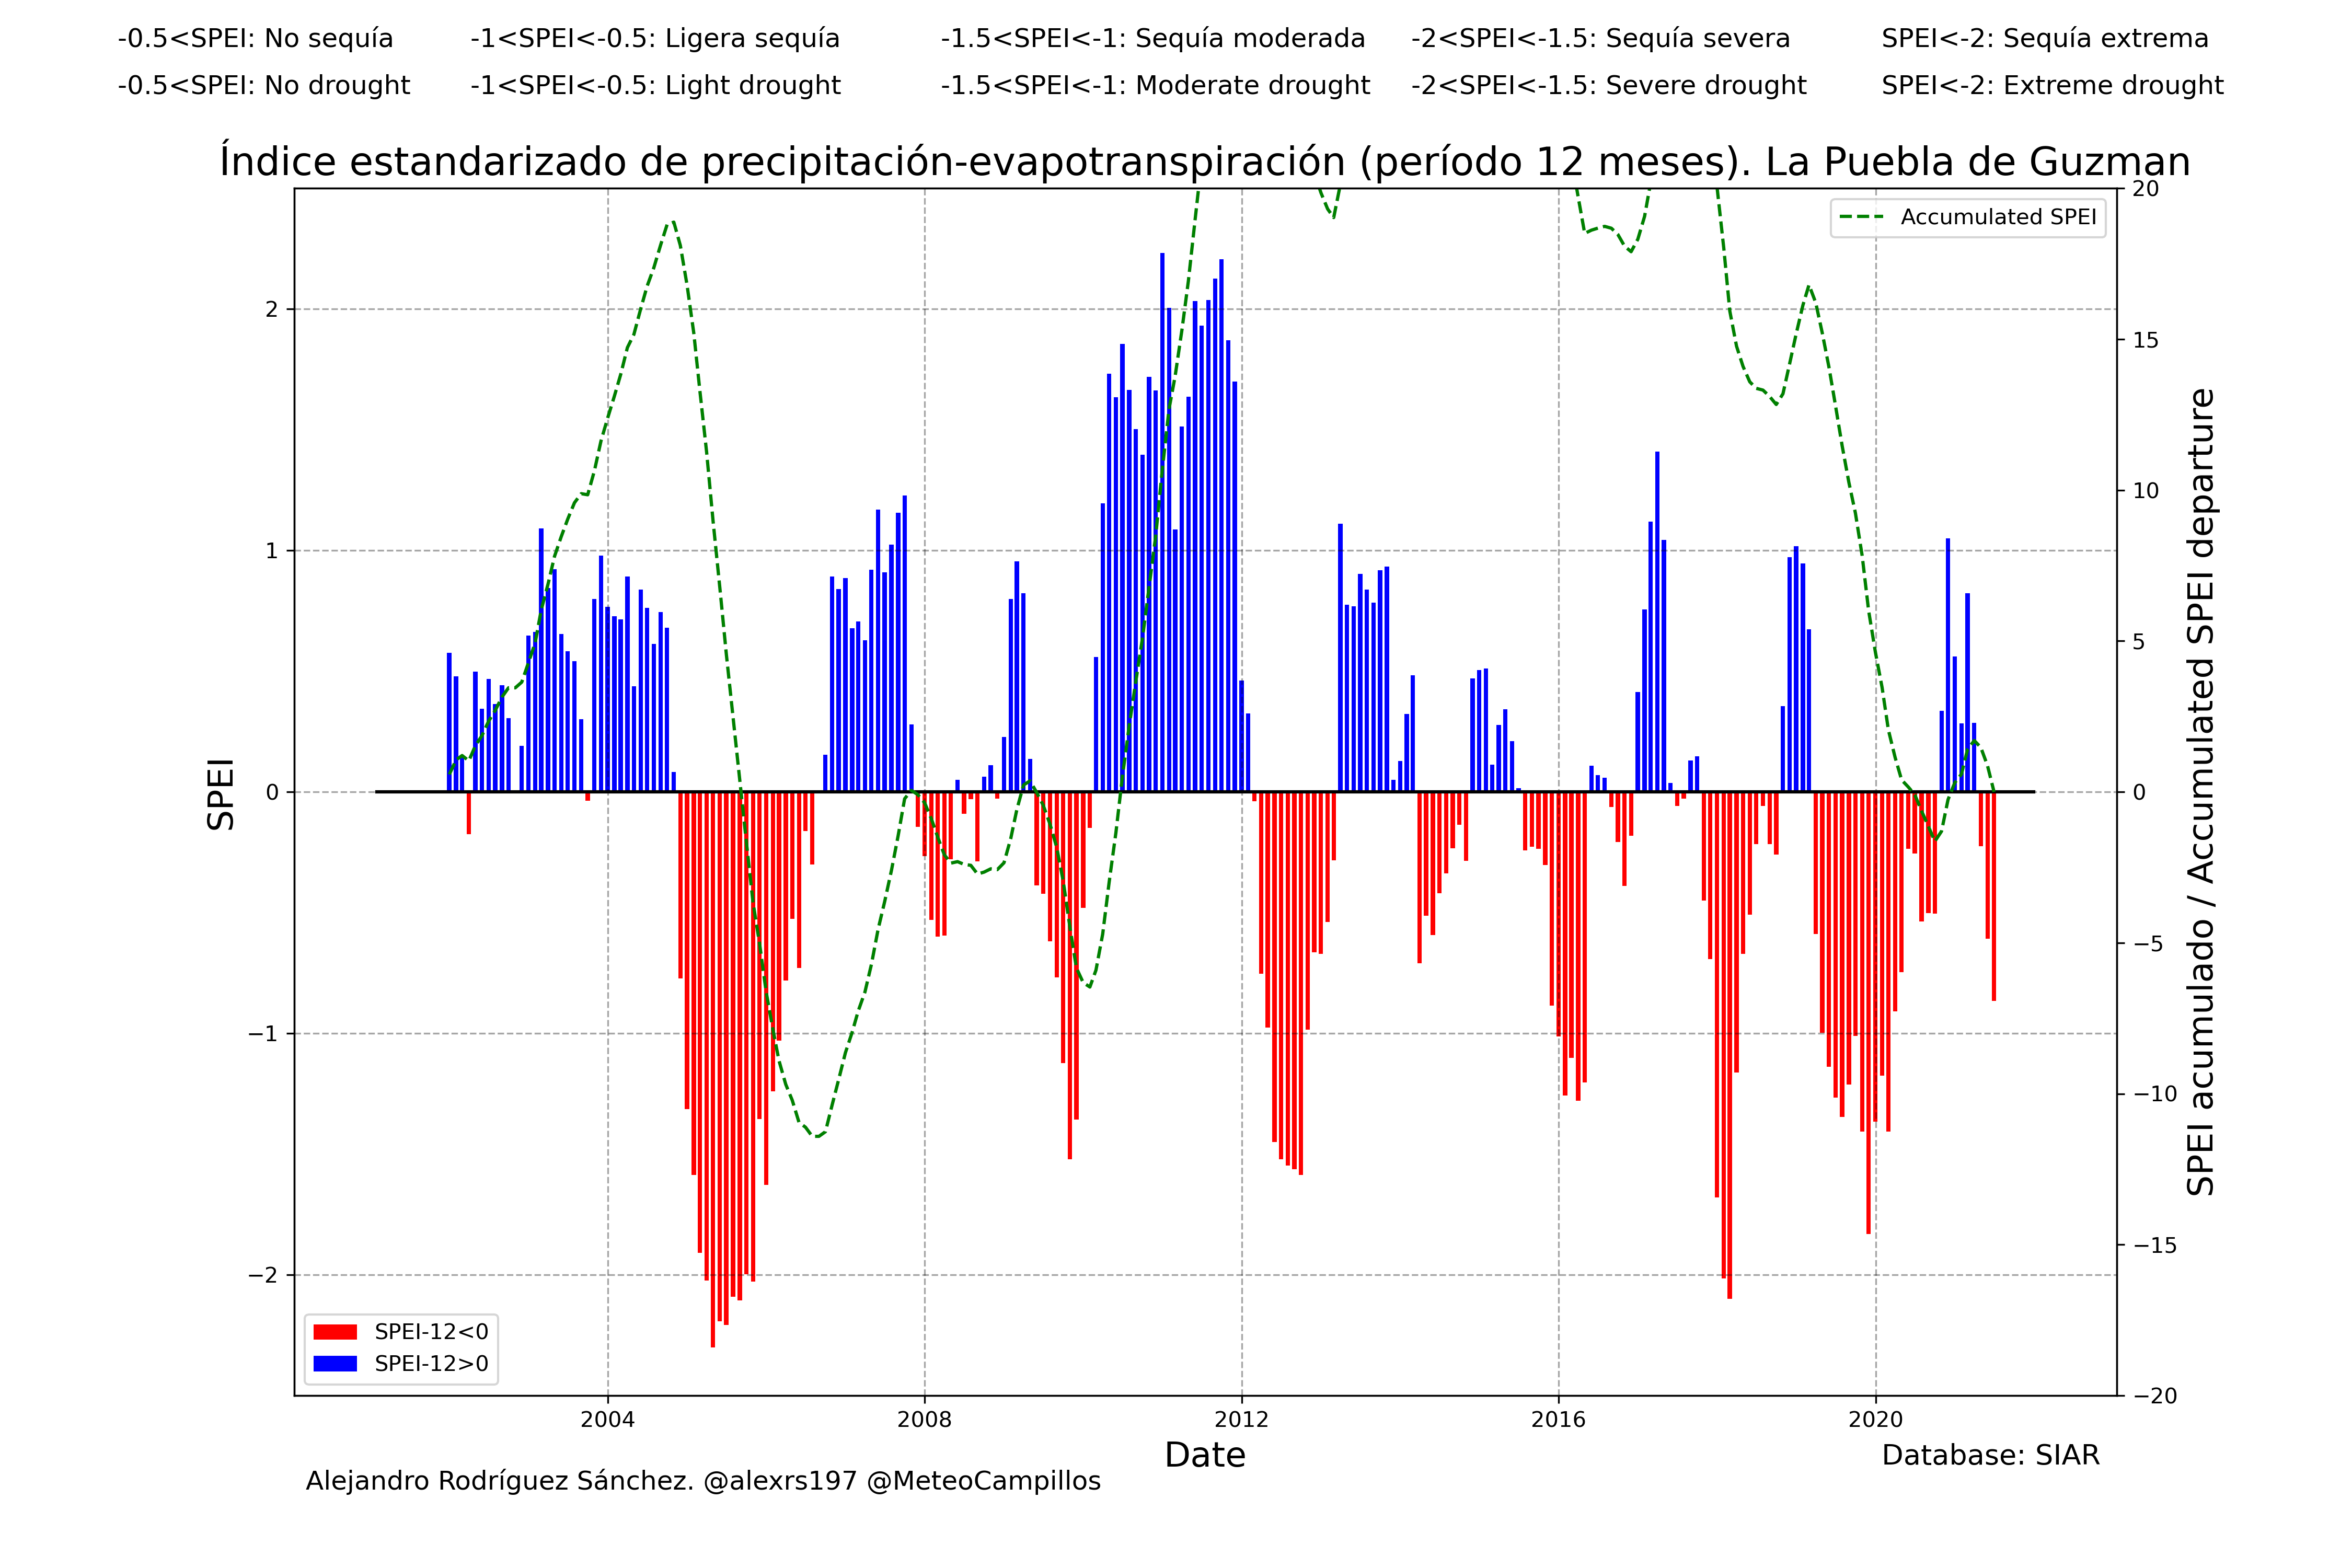 -0.5<SPEI: No sequía -1<SPEI<-0.5: Ligera sequía -1.5<SPEI<-1: Sequía moderada -2<SPEI<-1.5: Sequía severa SPEI<-2: Sequía extrema
-0.5<SPEI: No drought -1<SPEI<-0.5: Light drought -1.5<SPEI<-1: Moderate drought -2<SPEI<-1.5: Severe drought SPEI<-2: Extreme drought
Índice estandarizado de precipitación-evapotranspiración (período 12 meses). La Puebla de Guzman
Accumulated SPEI
SPEI
2
1
0
−1
−2
20
15
10
5
0
−5
−10
−15
−20
SPEI acumulado / Accumulated SPEI departure
SPEI-12<0
SPEI-12>0
2004 2008 2012 2016 2020
Date
Database: SIAR
Alejandro Rodríguez Sánchez. @alexrs197 @MeteoCampillos